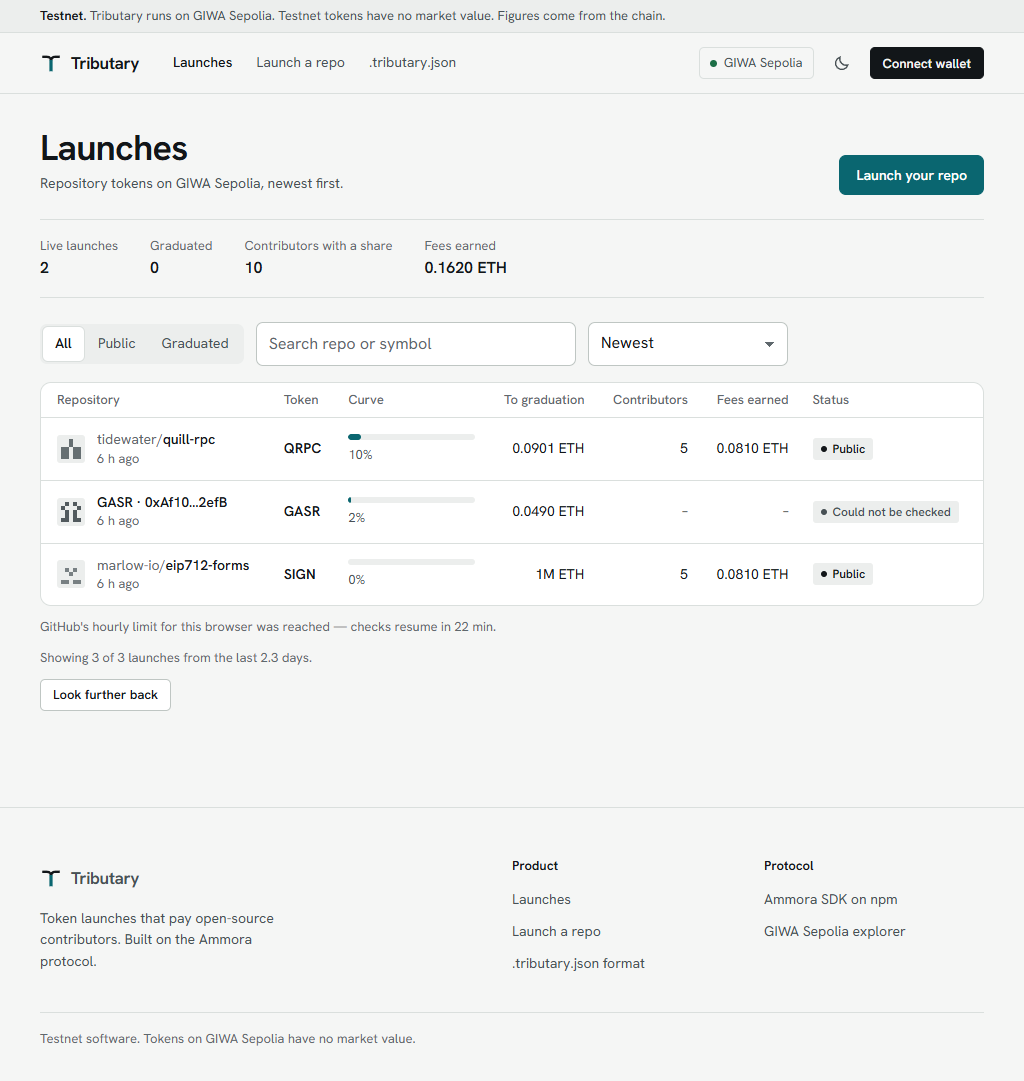 Testnet. Tributary runs on GIWA Sepolia. Testnet tokens have no market value. Figures come from the chain.
Tributary Launches Launch a repo .tributary.json GIWA Sepolia Connect wallet
Launches
Repository tokens on GIWA Sepolia, newest first.
Launch your repo
Live launches Graduated Contributors with a share Fees earned
2 0 10 0.1620 ETH
All Public Graduated Search repo or symbol Newest
Repository Token Curve To graduation Contributors Fees earned Status
tidewater/quill-rpc
6 h ago
QRPC
10%
0.0901 ETH 5 0.0810 ETH Public
GASR · 0xAf10…2efB
6 h ago
GASR
2%
0.0490 ETH – – Could not be checked
marlow-io/eip712-forms
6 h ago
SIGN
0%
1M ETH 5 0.0810 ETH Public
GitHub's hourly limit for this browser was reached — checks resume in 22 min.
Showing 3 of 3 launches from the last 2.3 days.
Look further back
Tributary
Token launches that pay open-source
contributors. Built on the Ammora
protocol.
Product
Launches
Launch a repo
.tributary.json format
Protocol
Ammora SDK on npm
GIWA Sepolia explorer
Testnet software. Tokens on GIWA Sepolia have no market value.